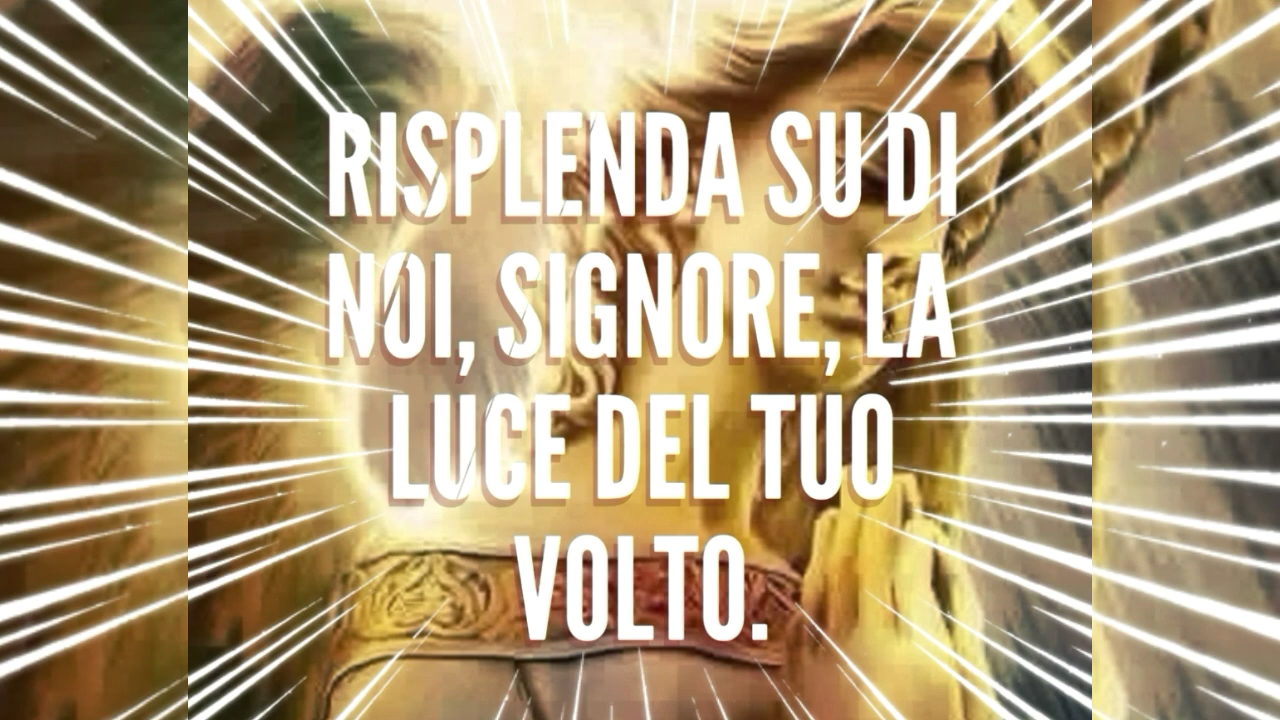 RISPLENDA SU DI
NOI, SIGNORE, LA
LUCE DEL TUO
VOLTO.